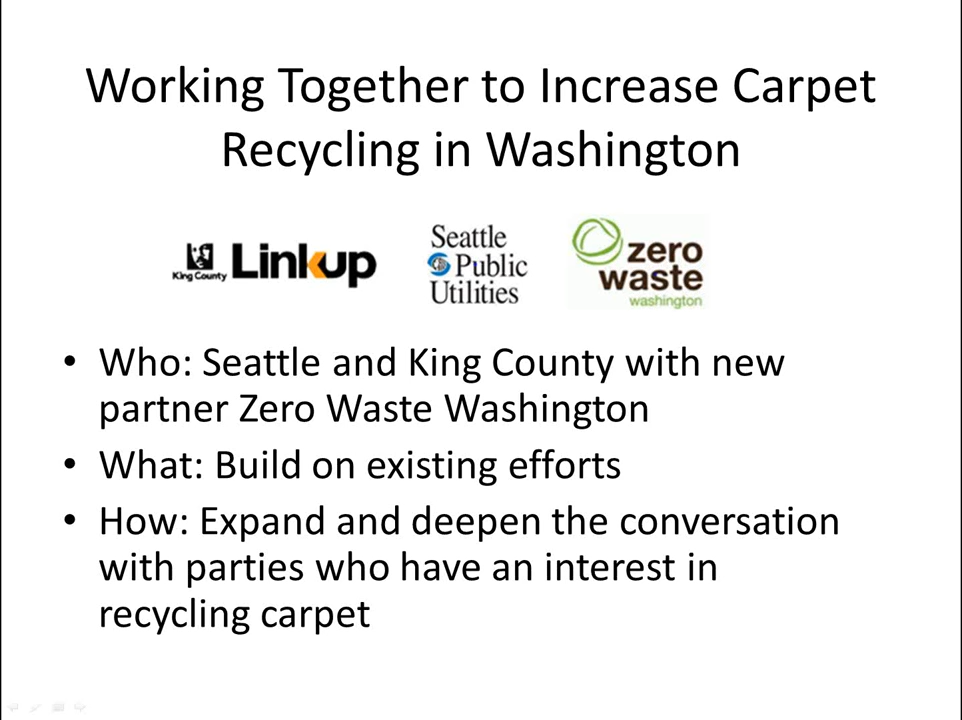 Working Together to Increase Carpet
Recycling in Washington
King County Linkup
Seattle
Public
Utilities
zero
waste
washington
• Who: Seattle and King County with new
partner Zero Waste Washington
• What: Build on existing efforts
• How: Expand and deepen the conversation
with parties who have an interest in
recycling carpet